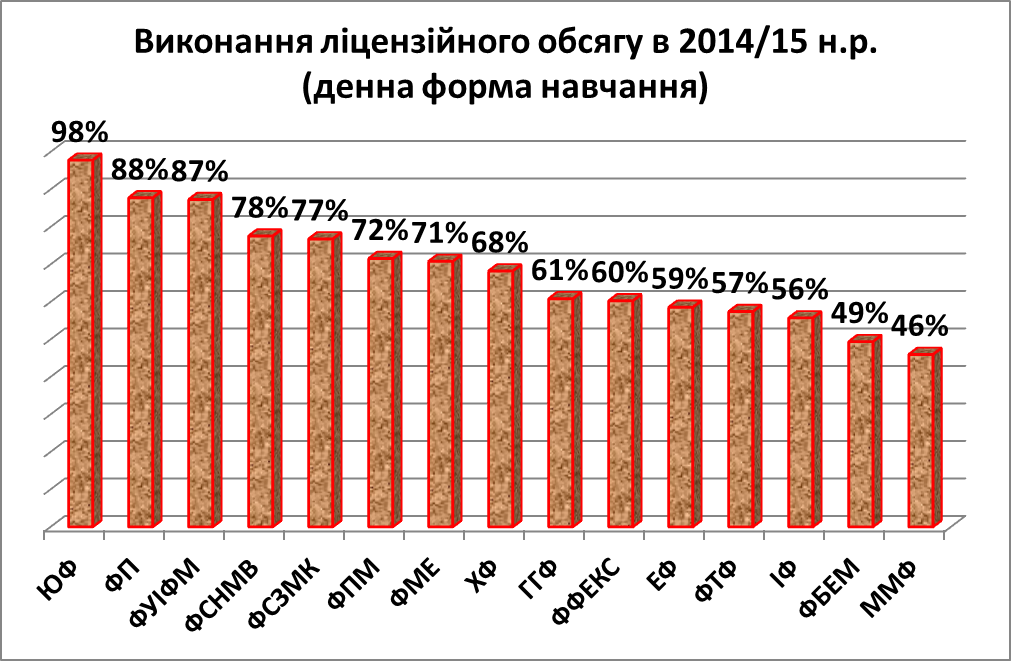 Виконання ліцензійного обсягу в 2014/15 н.р.
(денна форма навчання)
98%
88%
87%
78%
77%
72%
71%
68%
61%
60%
59%
57%
56%
49%
46%
ЮФ
ФП
ФУІФМ
ФСНМВ
ФСЗМК
ФПМ
ФМЕ
ХФ
ГГФ
ФФЕКС
ЕФ
ФТФ
ІФ
ФБЕМ
ММФ